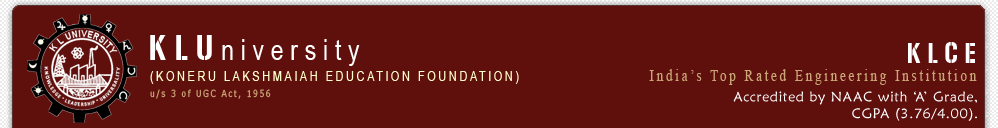 K L UNIVERSITY
KNOWLEDGE • LEADERSHIP • UNIVERSALITY
KLUniversity
(KONERU LAKSHMAIAH EDUCATION FOUNDATION)
u/s 3 of UGC Act, 1956
KLCE
India's Top Rated Engineering Institution
Accredited by NAAC with ‘A’ Grade,
CGPA (3.76/4.00).